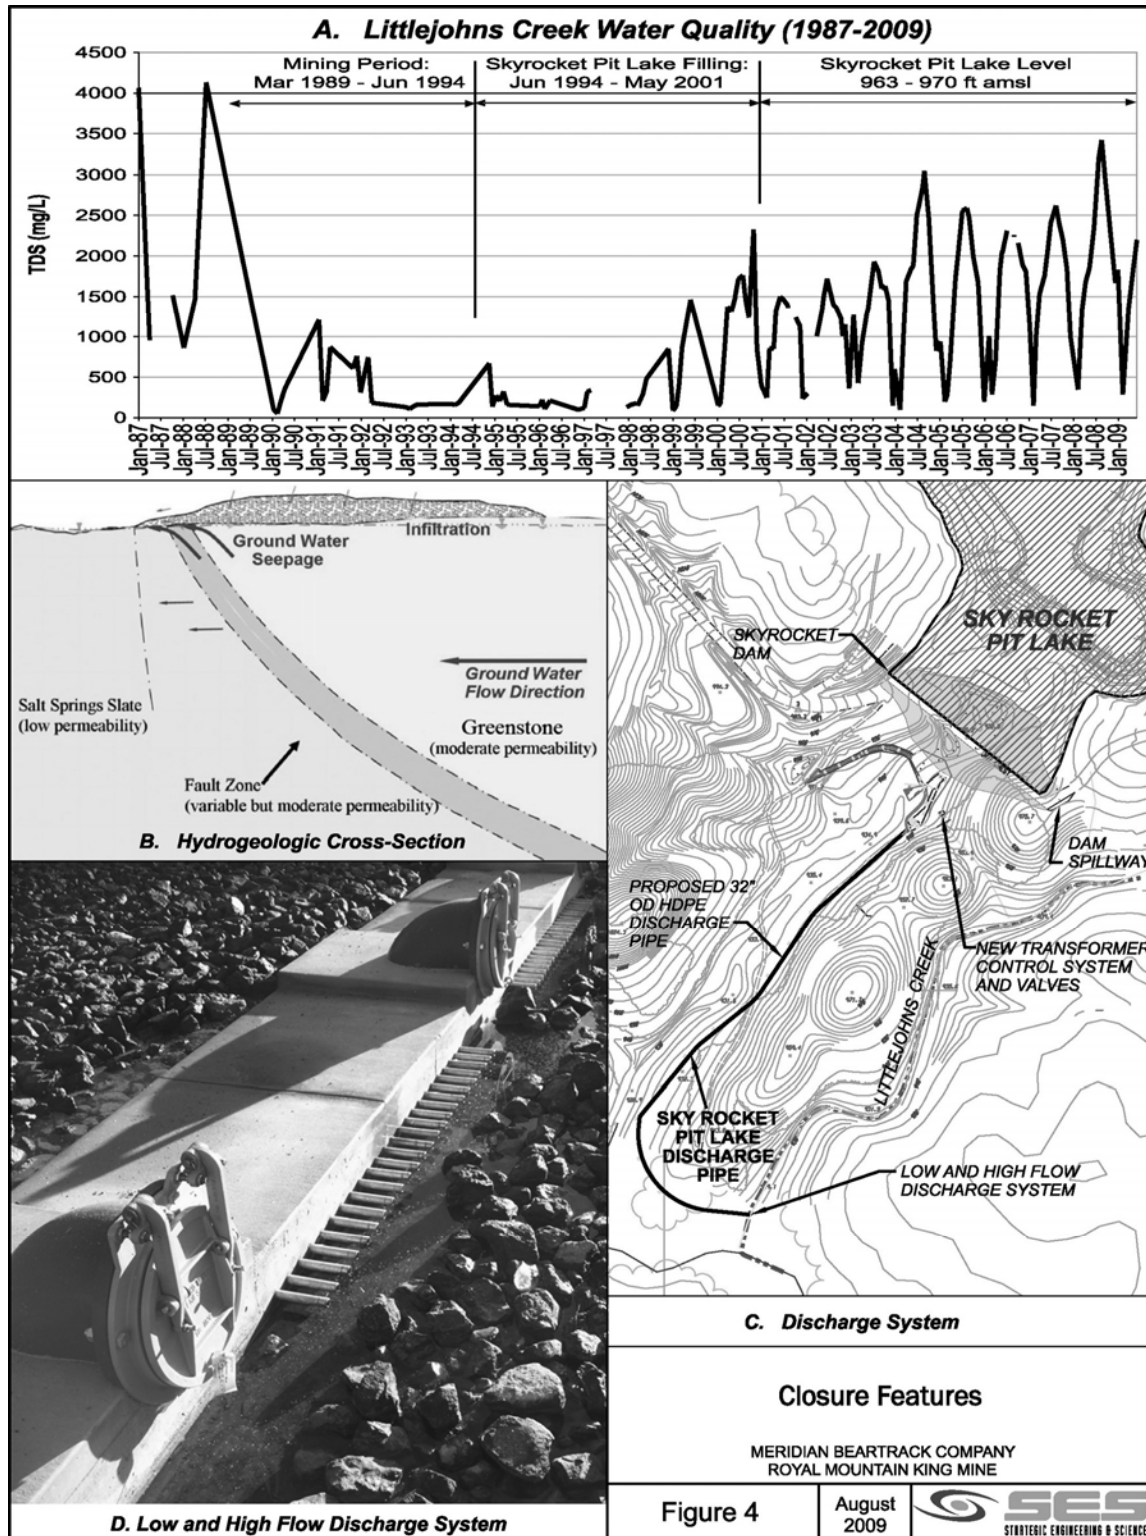 A. Littlejohns Creek Water Quality (1987-2009)
Mining Period:
Mar 1989 - Jun 1994
Skyrocket Pit Lake Filling:
Jun 1994 - May 2001
Skyrocket Pit Lake Level
963 - 970 ft amsl
TDS (mg/L)
4500
4000
3500
3000
2500
2000
1500
1000
500
0
Jan-87
Jul-87
Jan-88
Jul-88
Jan-89
Jul-89
Jan-90
Jul-90
Jan-91
Jul-91
Jan-92
Jul-92
Jan-93
Jul-93
Jan-94
Jul-94
Jan-95
Jul-95
Jan-96
Jul-96
Jan-97
Jul-97
Jan-98
Jul-98
Jan-99
Jul-99
Jan-00
Jul-00
Jan-01
Jul-01
Jan-02
Jul-02
Jan-03
Jul-03
Jan-04
Jul-04
Jan-05
Jul-05
Jan-06
Jul-06
Jan-07
Jul-07
Jan-08
Jul-08
Jan-09
Ground Water
Seepage
Infiltration
Ground Water
Flow Direction
Salt Springs Slate
(low permeability)
Greenstone
(moderate permeability)
Fault Zone
(variable but moderate permeability)
B. Hydrogeologic Cross-Section
SKY ROCKET
PIT LAKE
SKYROCKET
DAM
DAM
SPILLWAY
PROPOSED 32"
OD HDPE
DISCHARGE
PIPE
NEW TRANSFORMER
CONTROL SYSTEM
AND VALVES
LITTLEJOHNS CREEK
SKY ROCKET
PIT LAKE
DISCHARGE
PIPE
LOW AND HIGH FLOW
DISCHARGE SYSTEM
C. Discharge System
D. Low and High Flow Discharge System
Closure Features
MERIDIAN BEARTRACK COMPANY
ROYAL MOUNTAIN KING MINE
Figure 4
August
2009
SES
STRATEGIC ENGINEERING & SCIENCE